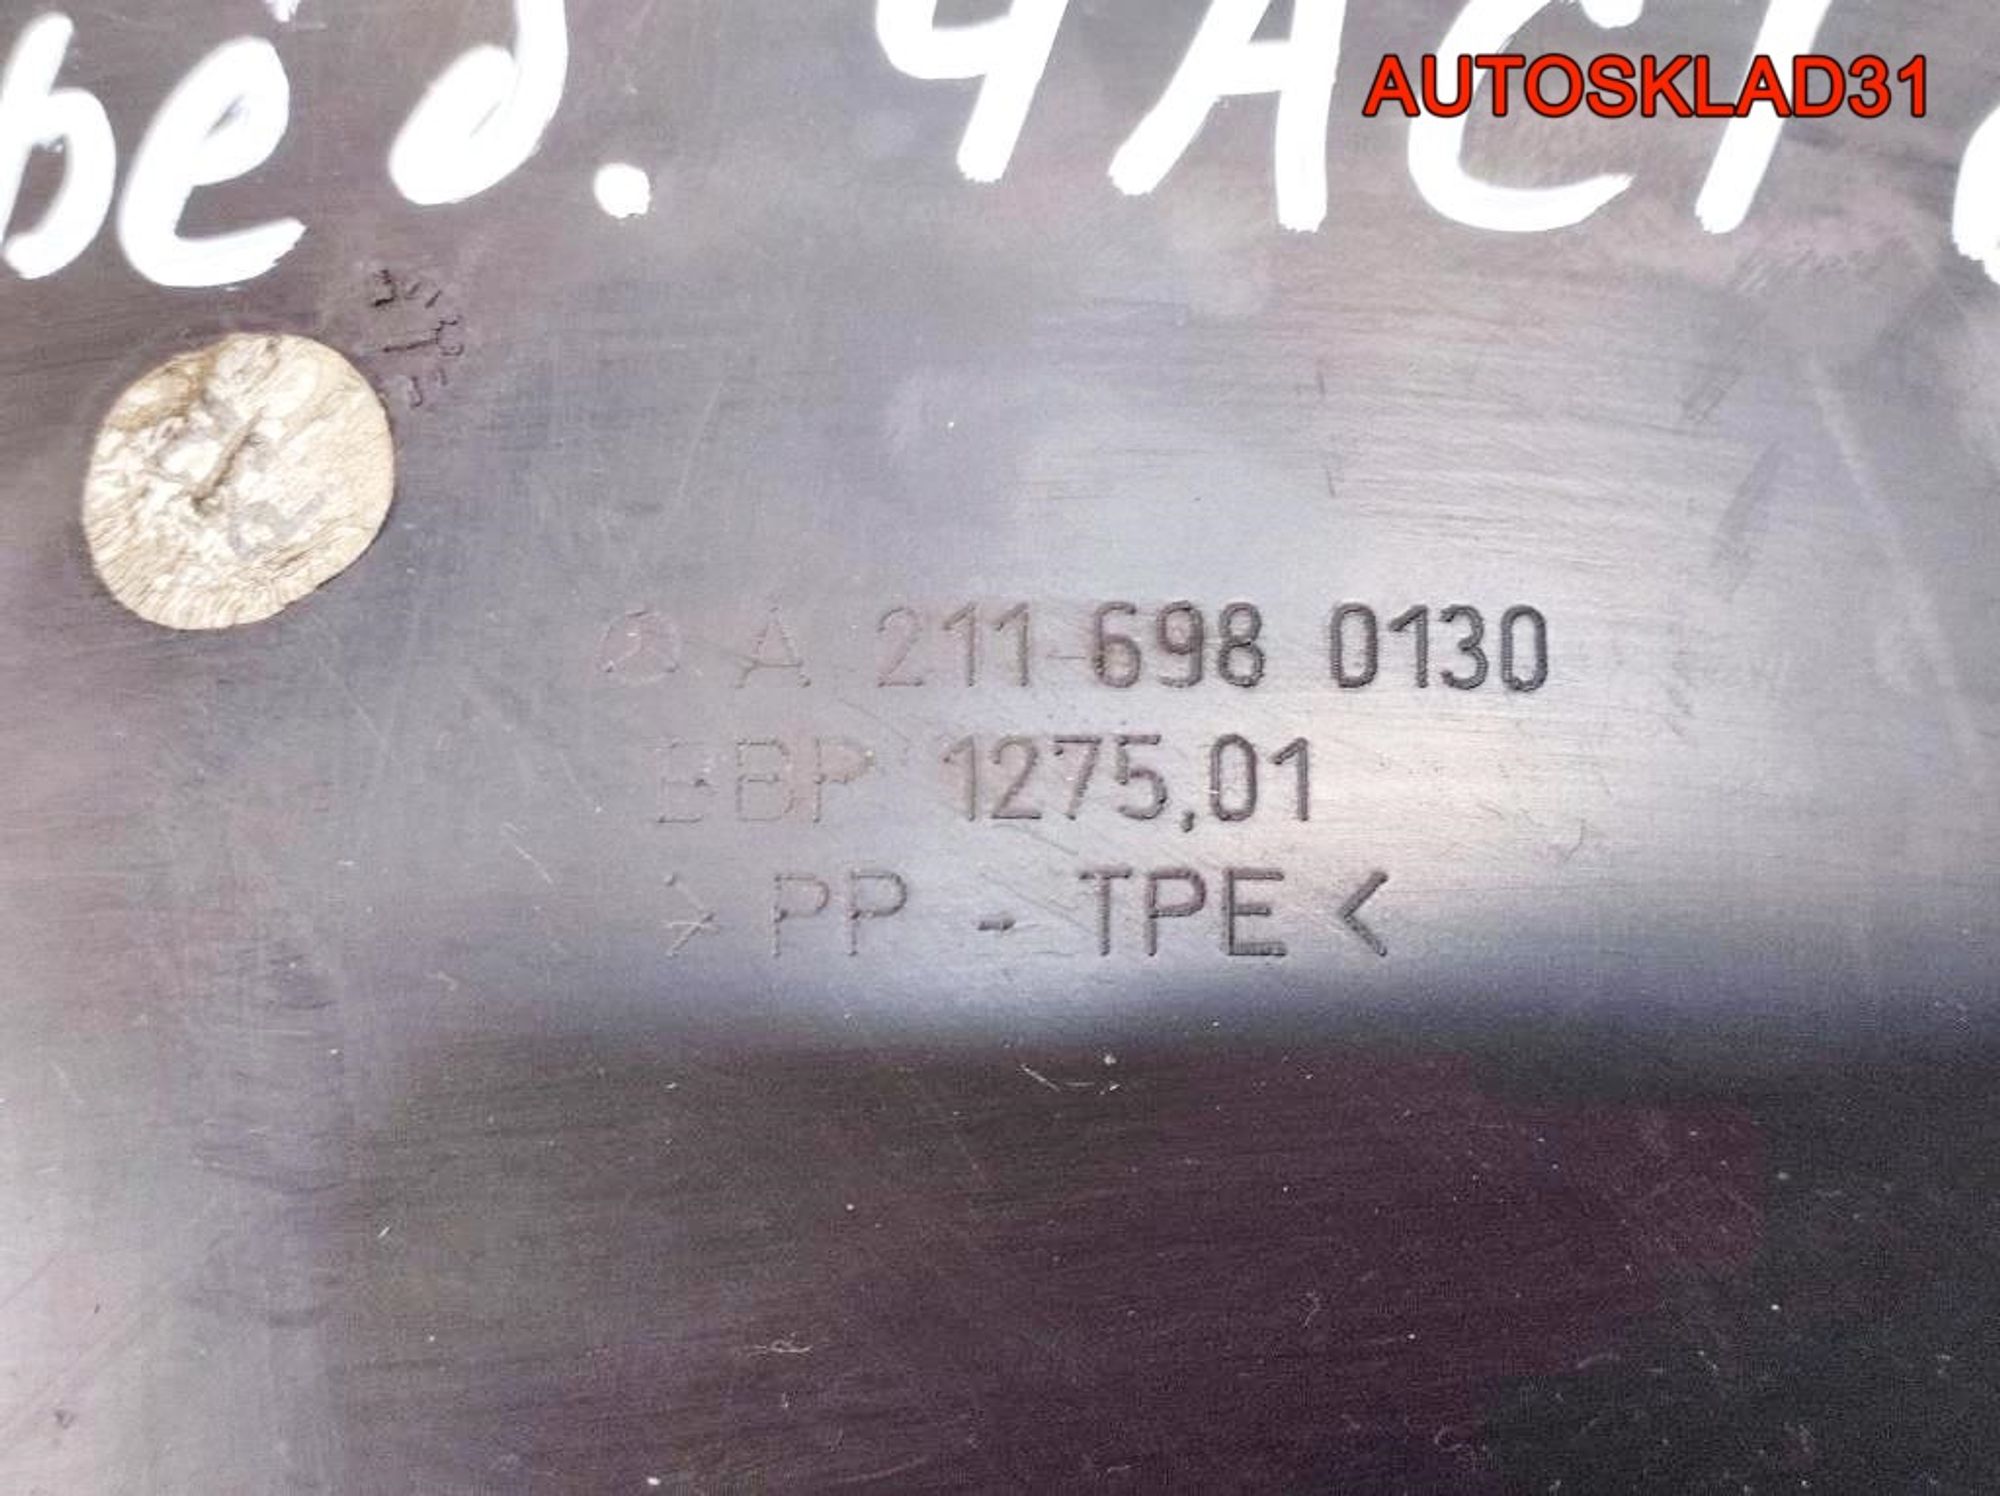 AUTOSKLAD31
A 211 698 0130
BBP 1275,01
> PP - TPE <